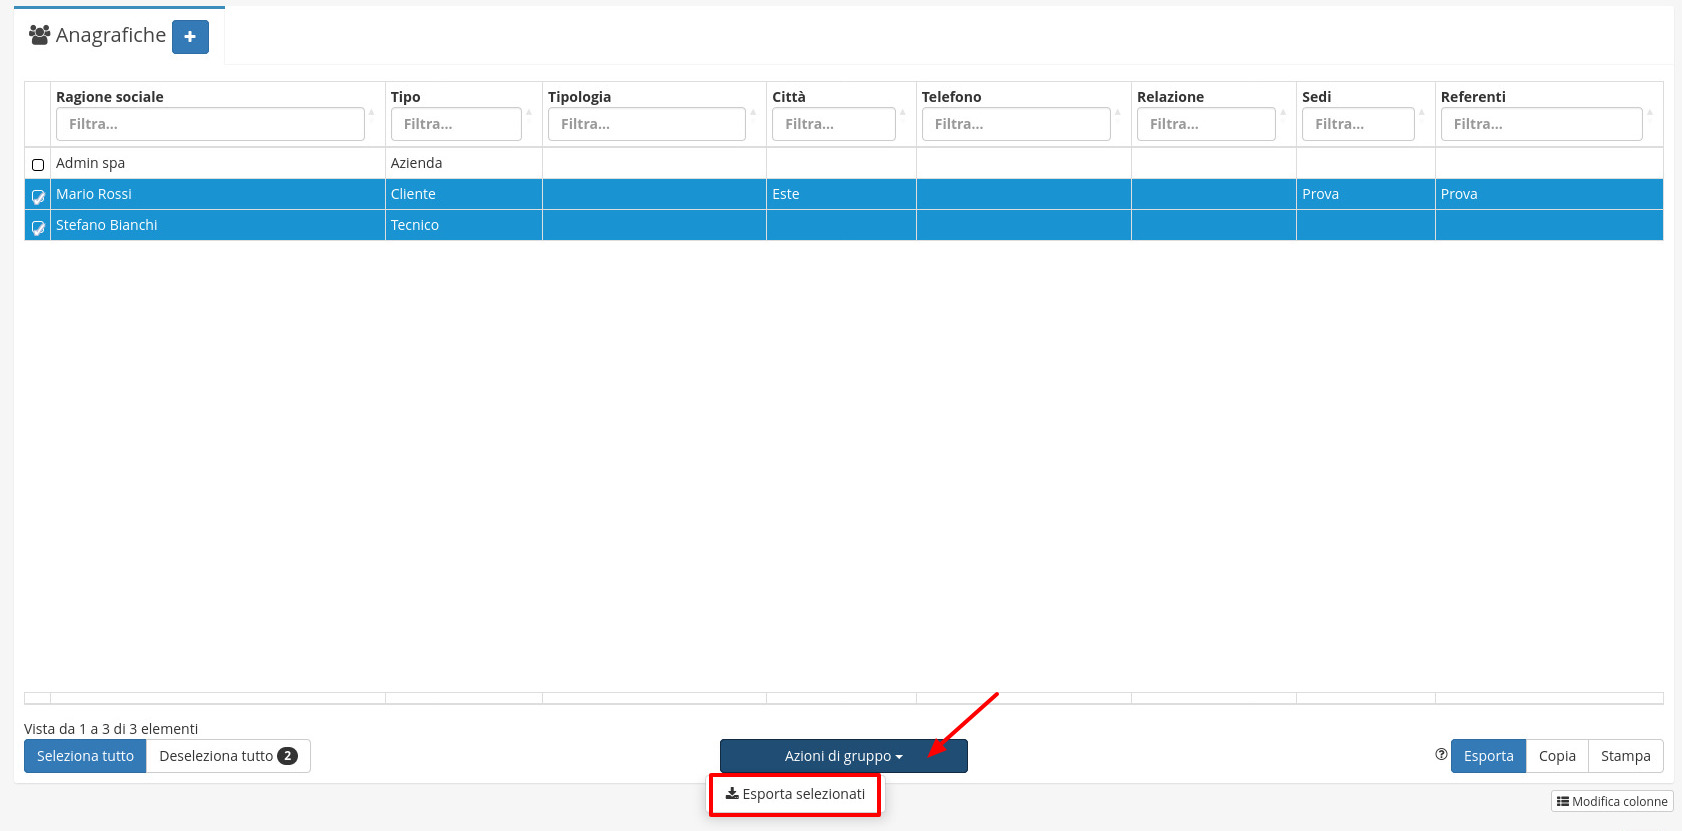 Anagrafiche
Ragione sociale Tipo Tipologia Città Telefono Relazione Sedi Referenti
Filtra... Filtra... Filtra... Filtra... Filtra... Filtra... Filtra... Filtra...
Admin spa Azienda
Mario Rossi Cliente Este Prova Prova
Stefano Bianchi Tecnico
Vista da 1 a 3 di 3 elementi
Seleziona tutto Deseleziona tutto 2 Azioni di gruppo Esporta Copia Stampa
Esporta selezionati
Modifica colonne